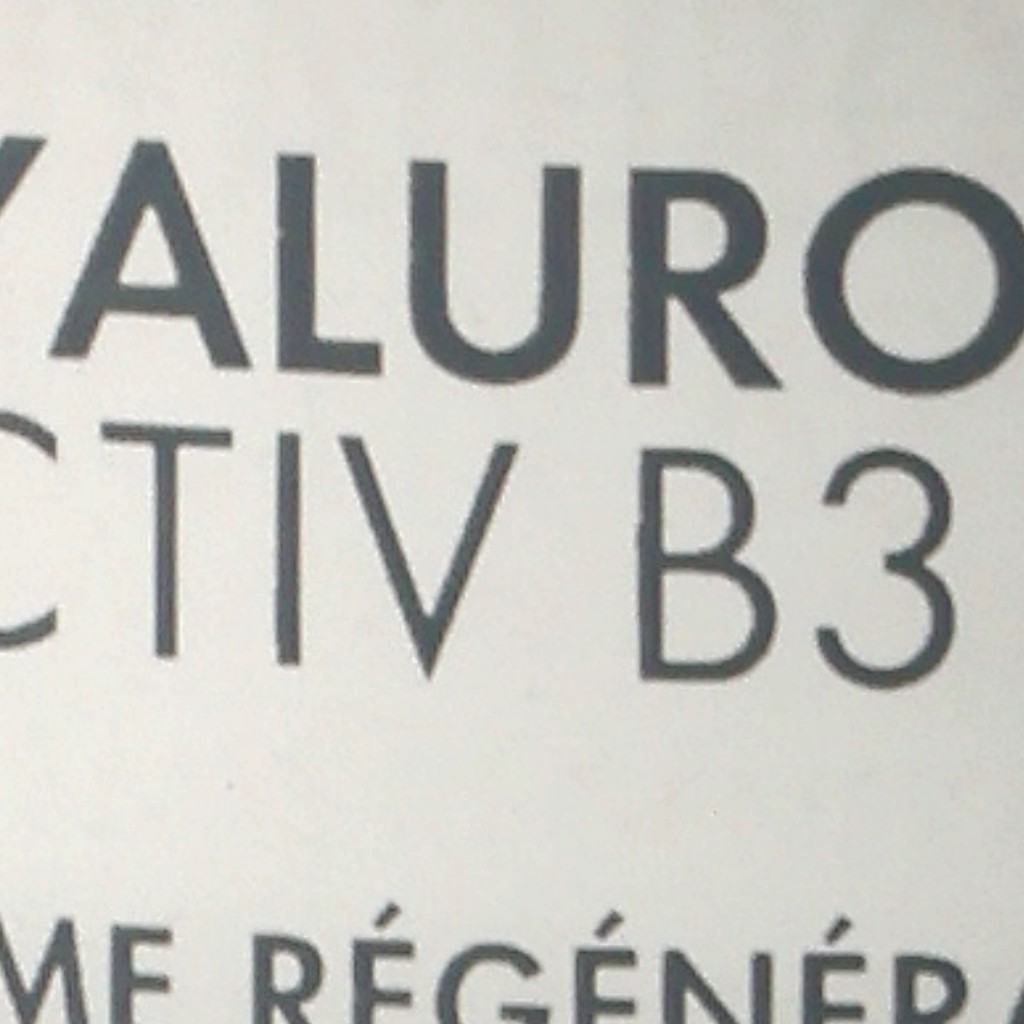 YALURO
CTIV B3
ME RÉGÉNÉRA